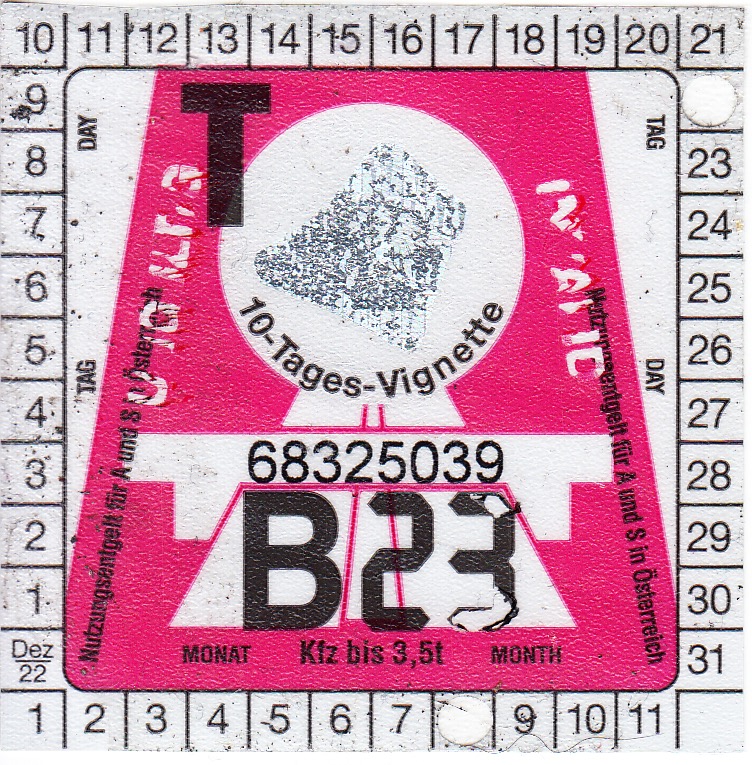 10 11 12 13 14 15 16 17 18 19 20 21
9
8
7
6
5
4
3
2
1
Dez
22
DAY
TAG
TAG
DAY
T
10-Tages-Vignette
68325039
B23
Nutzungsentgelt für A und S in Österreich
Nutzungsentgelt für A und S in Österreich
MONAT Kfz bis 3,5t MONTH
23
24
25
26
27
28
29
30
31
1 2 3 4 5 6 7 9 10 11